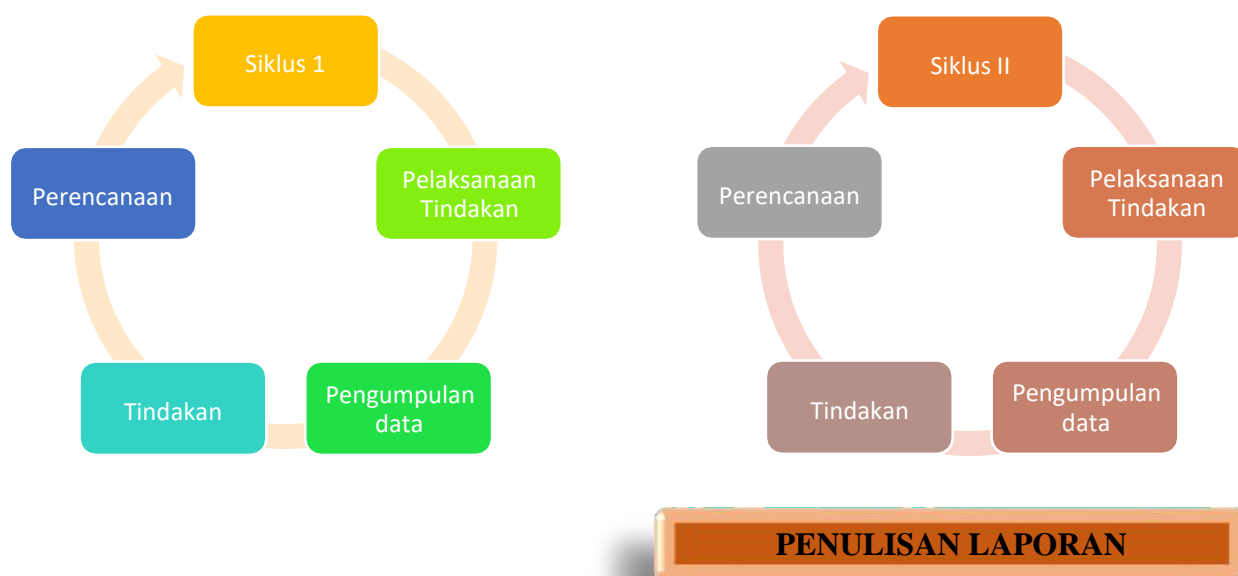 Siklus 1
Pelaksanaan
Tindakan
Pengumpulan
data
Tindakan
Perencanaan
Siklus II
Pelaksanaan
Tindakan
Pengumpulan
data
Tindakan
Perencanaan
PENULISAN LAPORAN